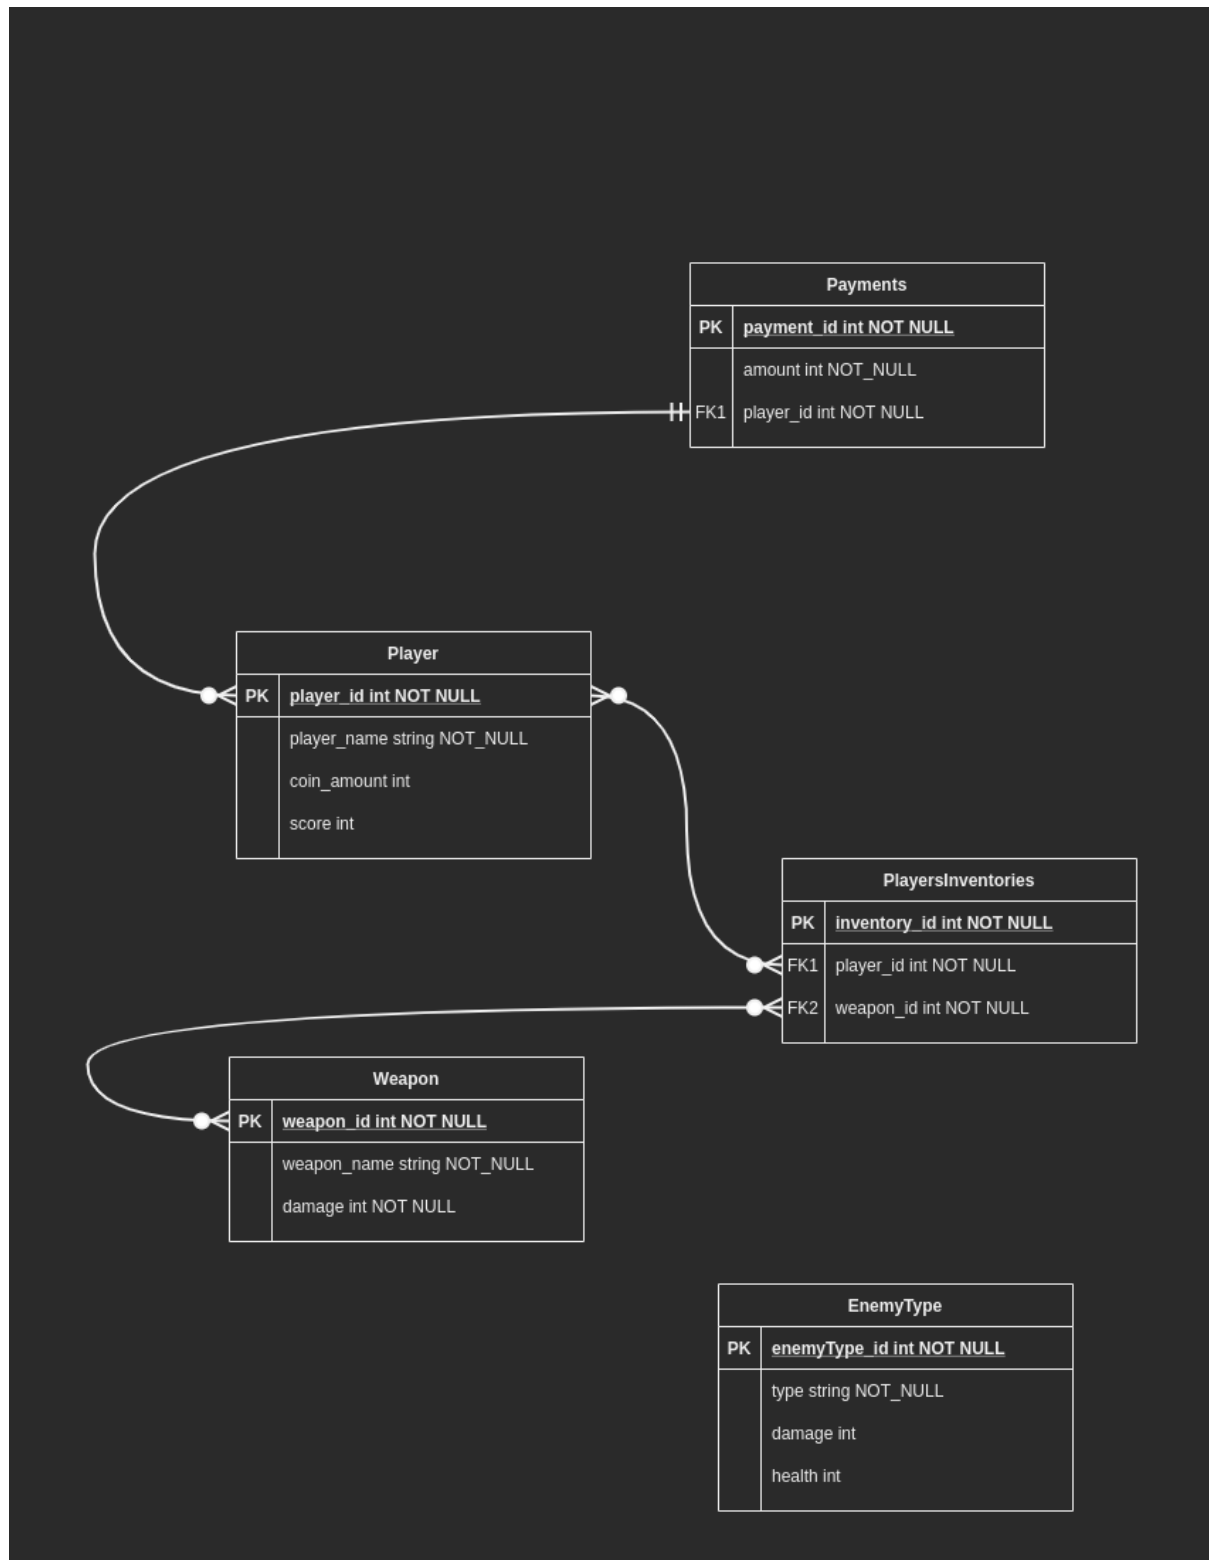 Payments
PK payment_id int NOT NULL
amount int NOT_NULL
FK1 player_id int NOT NULL
Player
PK player_id int NOT NULL
player_name string NOT_NULL
coin_amount int
score int
PlayersInventories
PK inventory_id int NOT NULL
FK1 player_id int NOT NULL
FK2 weapon_id int NOT NULL
Weapon
PK weapon_id int NOT NULL
weapon_name string NOT_NULL
damage int NOT NULL
EnemyType
PK enemyType_id int NOT NULL
type string NOT_NULL
damage int
health int